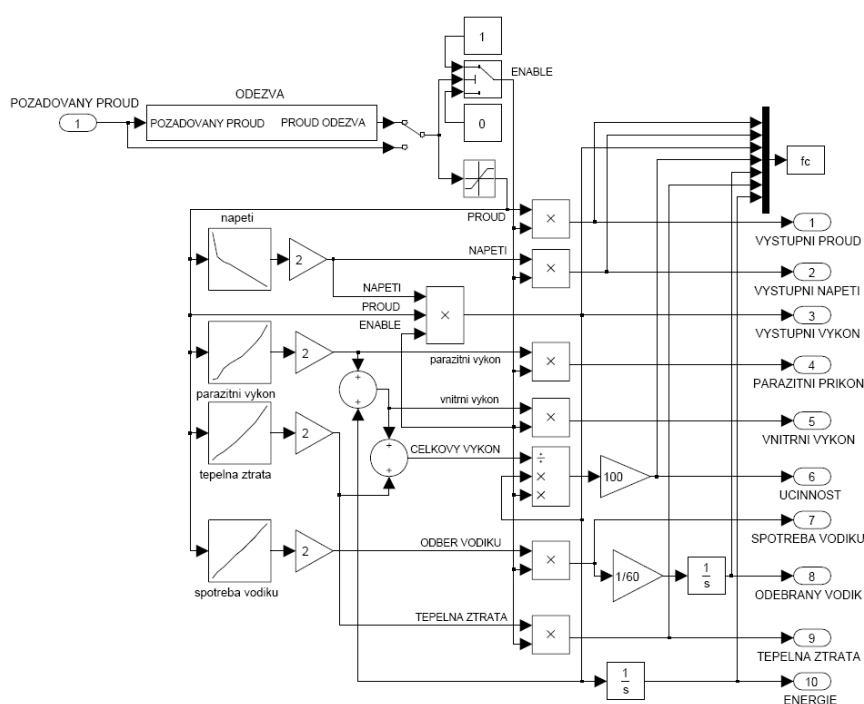 1
ENABLE
ODEZVA
POZADOVANY PROUD
1
POZADOVANY PROUD
PROUD ODEZVA
0
fc
PROUD
×
1
VYSTUPNI PROUD
napeti
2
NAPETI
×
2
VYSTUPNI NAPETI
NAPETI
PROUD
ENABLE
×
3
VYSTUPNI VYKON
parazitni vykon
2
+
+
parazitni vykon
×
4
PARAZITNI PRIKON
vnitrni vykon
×
5
VNITRNI VYKON
tepelna ztrata
2
+
+
CELKOVY VYKON
÷
×
×
100
6
UCINNOST
7
SPOTREBA VODIKU
spotreba vodiku
2
ODBER VODIKU
×
1/60
1
s
8
ODEBRANY VODIK
TEPELNA ZTRATA
×
9
TEPELNA ZTRATA
1
s
10
ENERGIE